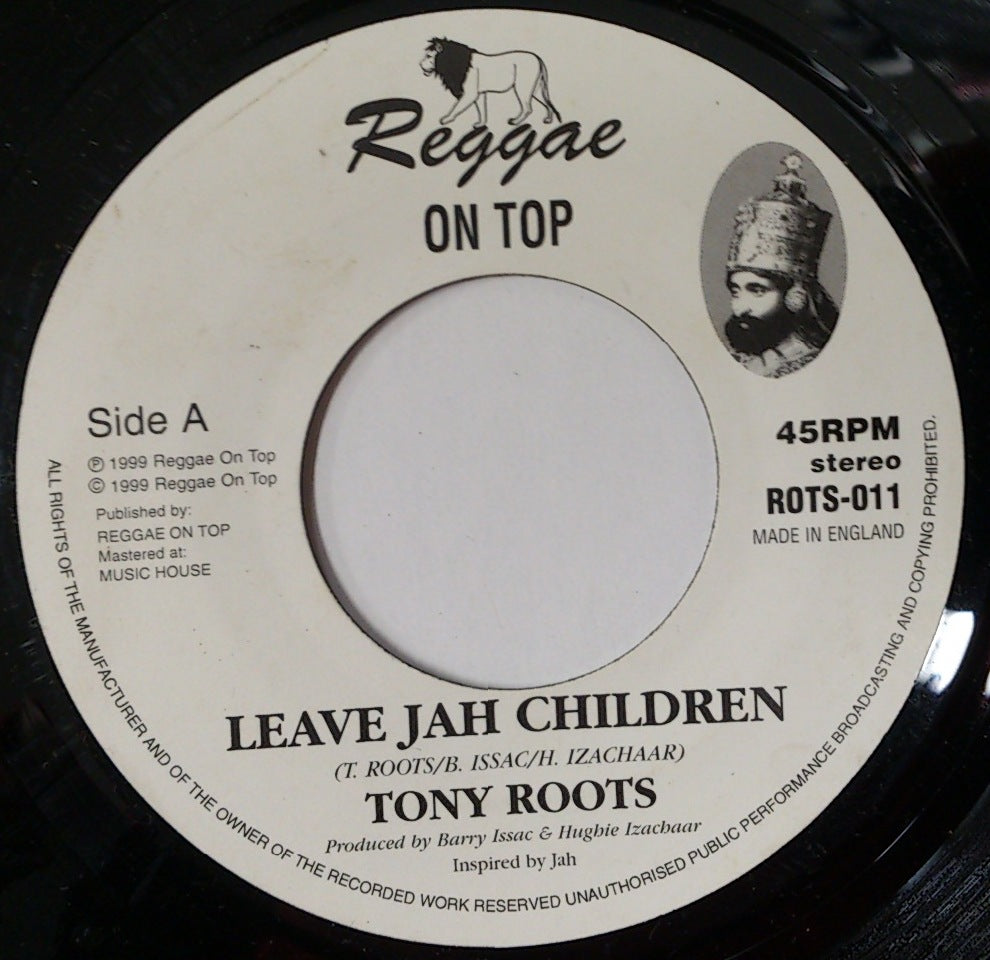 Reggae
ON TOP
Side A
℗ 1999 Reggae On Top
© 1999 Reggae On Top
Published by:
REGGAE ON TOP
Mastered at:
MUSIC HOUSE
45RPM
stereo
ROTS-011
MADE IN ENGLAND
LEAVE JAH CHILDREN
(T. ROOTS/B. ISSAC/H. IZACHAAR)
TONY ROOTS
Produced by Barry Issac & Hughie Izachaar
Inspired by Jah
ALL RIGHTS OF THE MANUFACTURER AND OF THE OWNER OF THE RECORDED WORK RESERVED UNAUTHORISED PUBLIC PERFORMANCE BROADCASTING AND COPYING PROHIBITED.